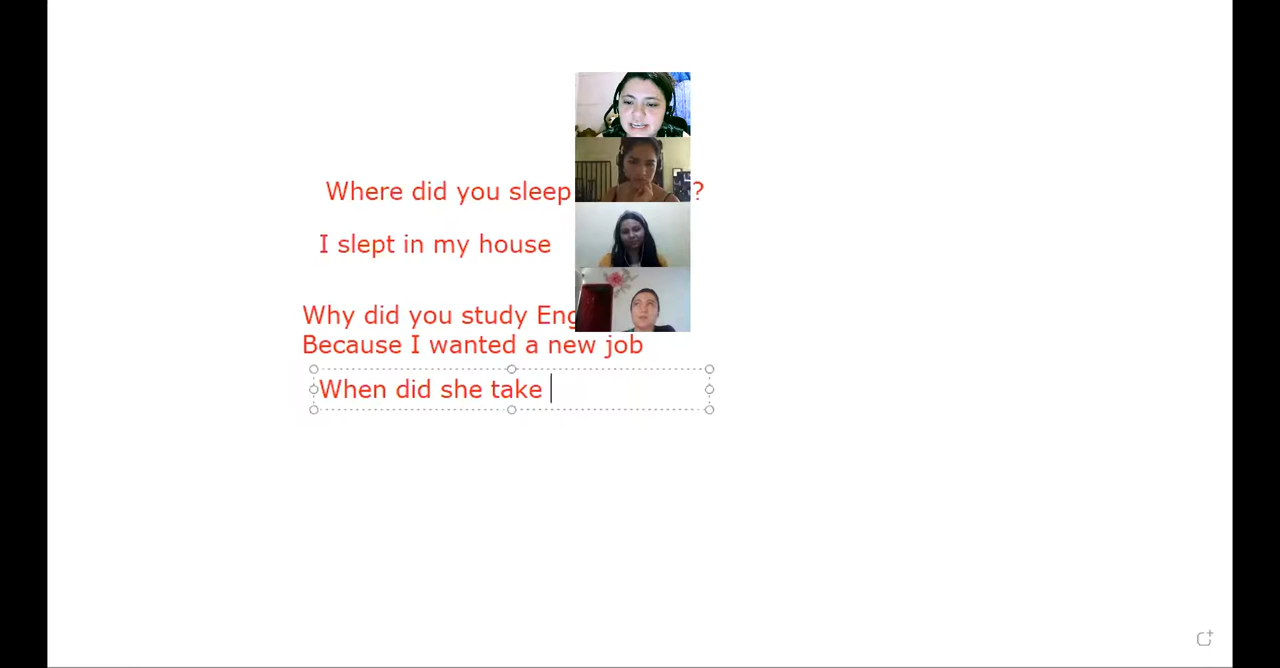 Where did you sleep ?
I slept in my house
Why did you study Eng
Because I wanted a new job
When did she take